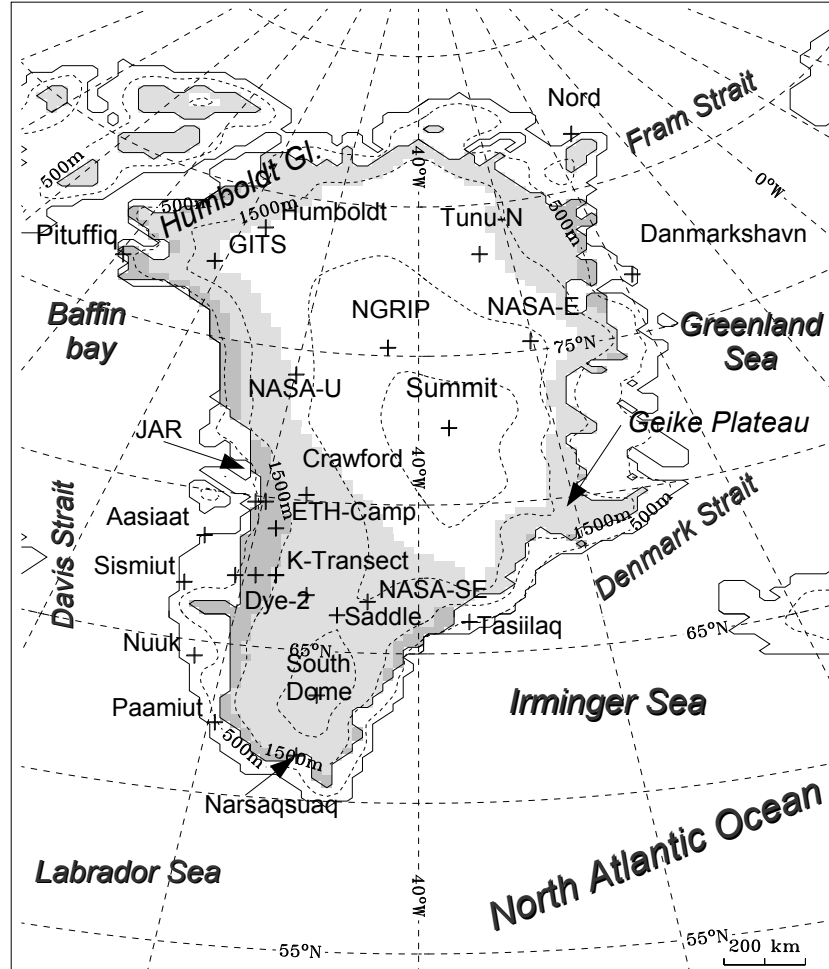 Nord
Fram Strait
500m
Humboldt Gl.
40°W
0°W
500m
1500m
Humboldt
Tunu-N
500m
Pituffiq
GITS
Danmarkshavn
Baffin
bay
NGRIP
NASA-E
75°N
Greenland
Sea
NASA-U
Summit
JAR
Geike Plateau
1500m
Crawford
40°W
Aasiaat
ETH-Camp
1500m
500m
Denmark Strait
Davis Strait
Sismiut
K-Transect
Dye-2
NASA-SE
Saddle
Tasiilaq
65°N
Nuuk
65°N
South
Dome
Paamiut
Irminger Sea
500m
1500m
Narsaqsuaq
North Atlantic Ocean
Labrador Sea
40°W
55°N
55°N
200 km